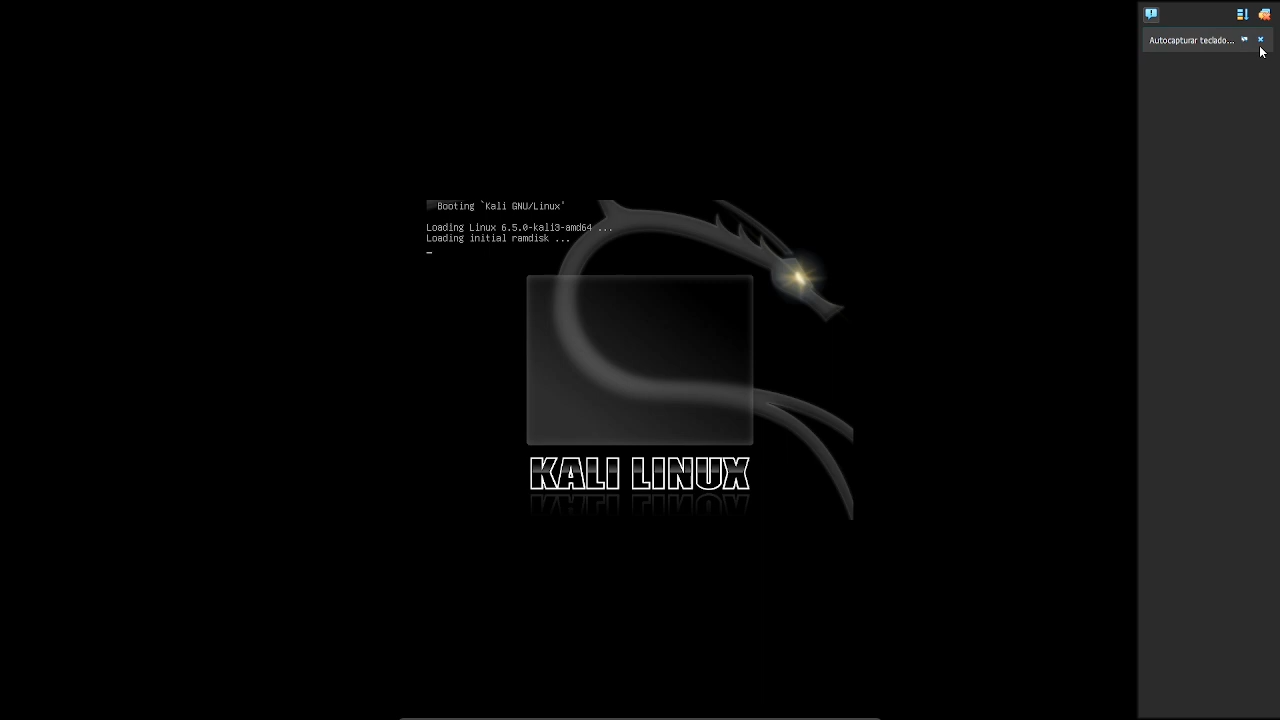 Autocapturar teclado...
Booting `Kali GNU/Linux'
Loading Linux 6.5.0-kali3-amd64 ...
Loading initial ramdisk ...
KALI LINUX